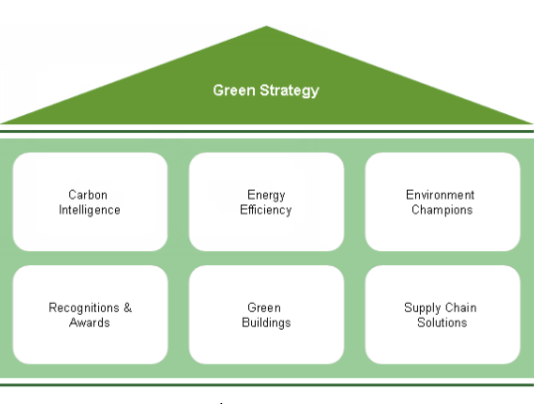 Green Strategy
Carbon
Intelligence
Energy
Efficiency
Environment
Champions
Recognitions &
Awards
Green
Buildings
Supply Chain
Solutions